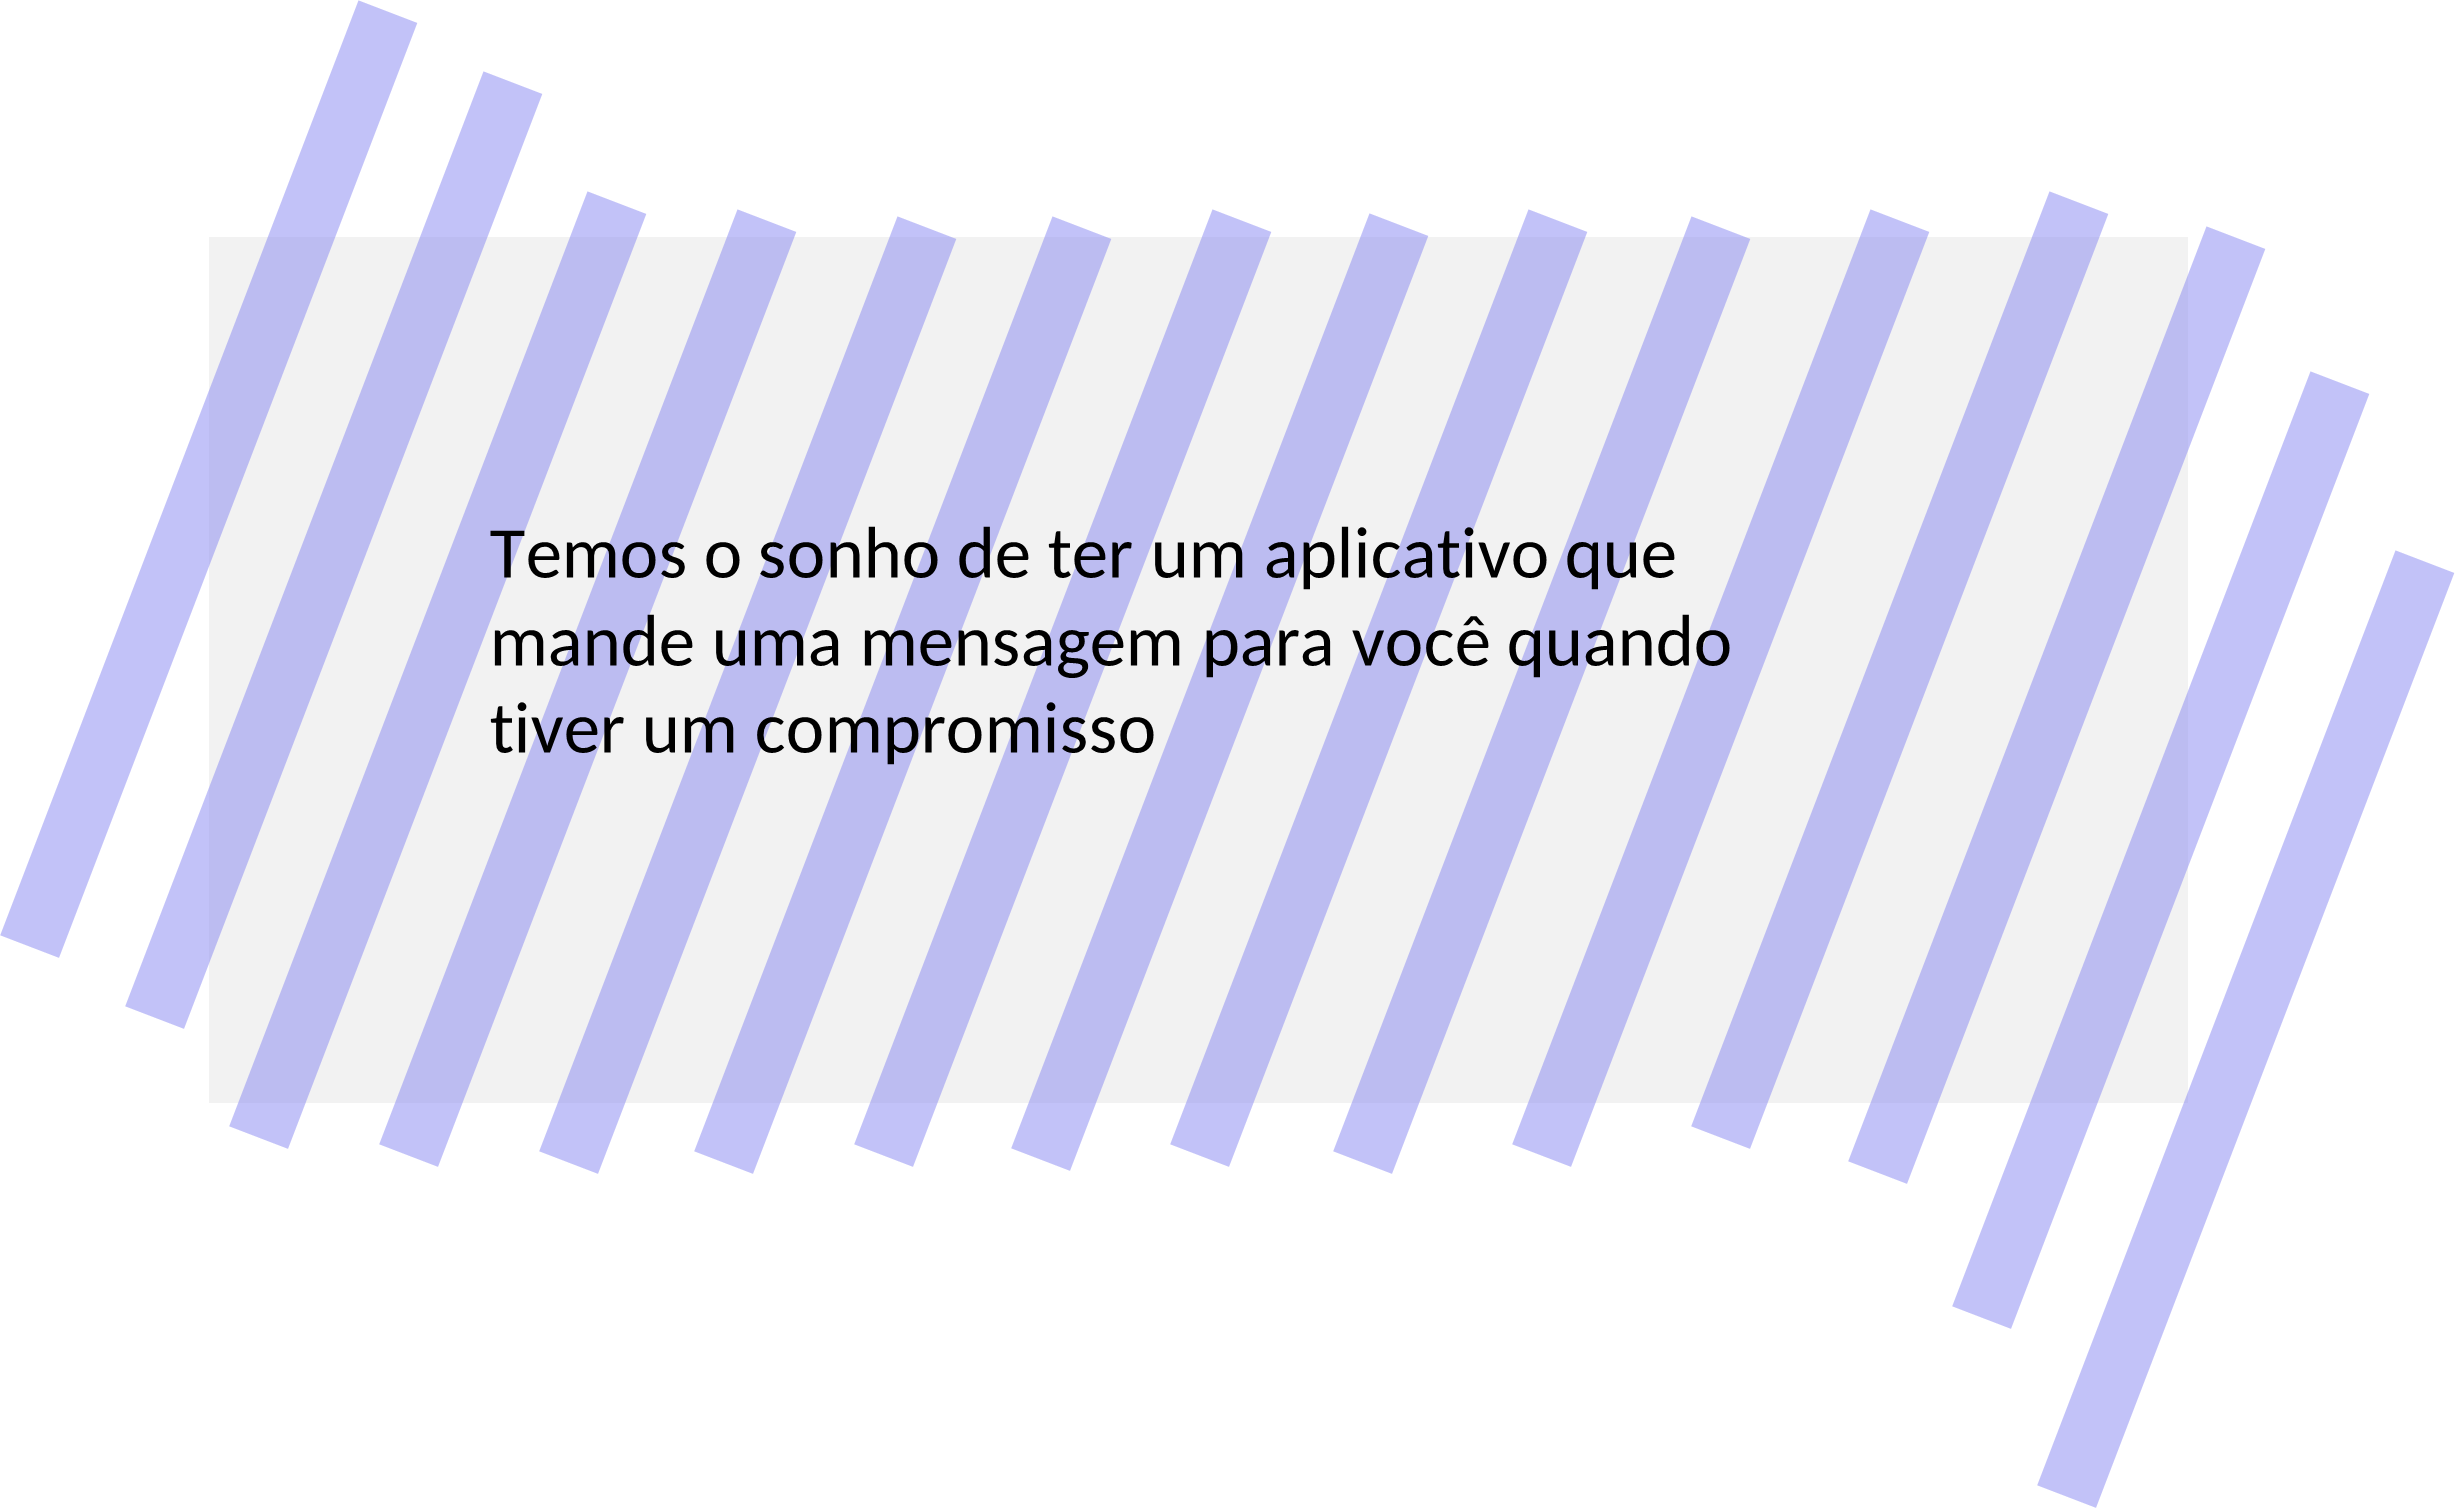 Temos o sonho de ter um aplicativo que
mande uma mensagem para você quando
tiver um compromisso